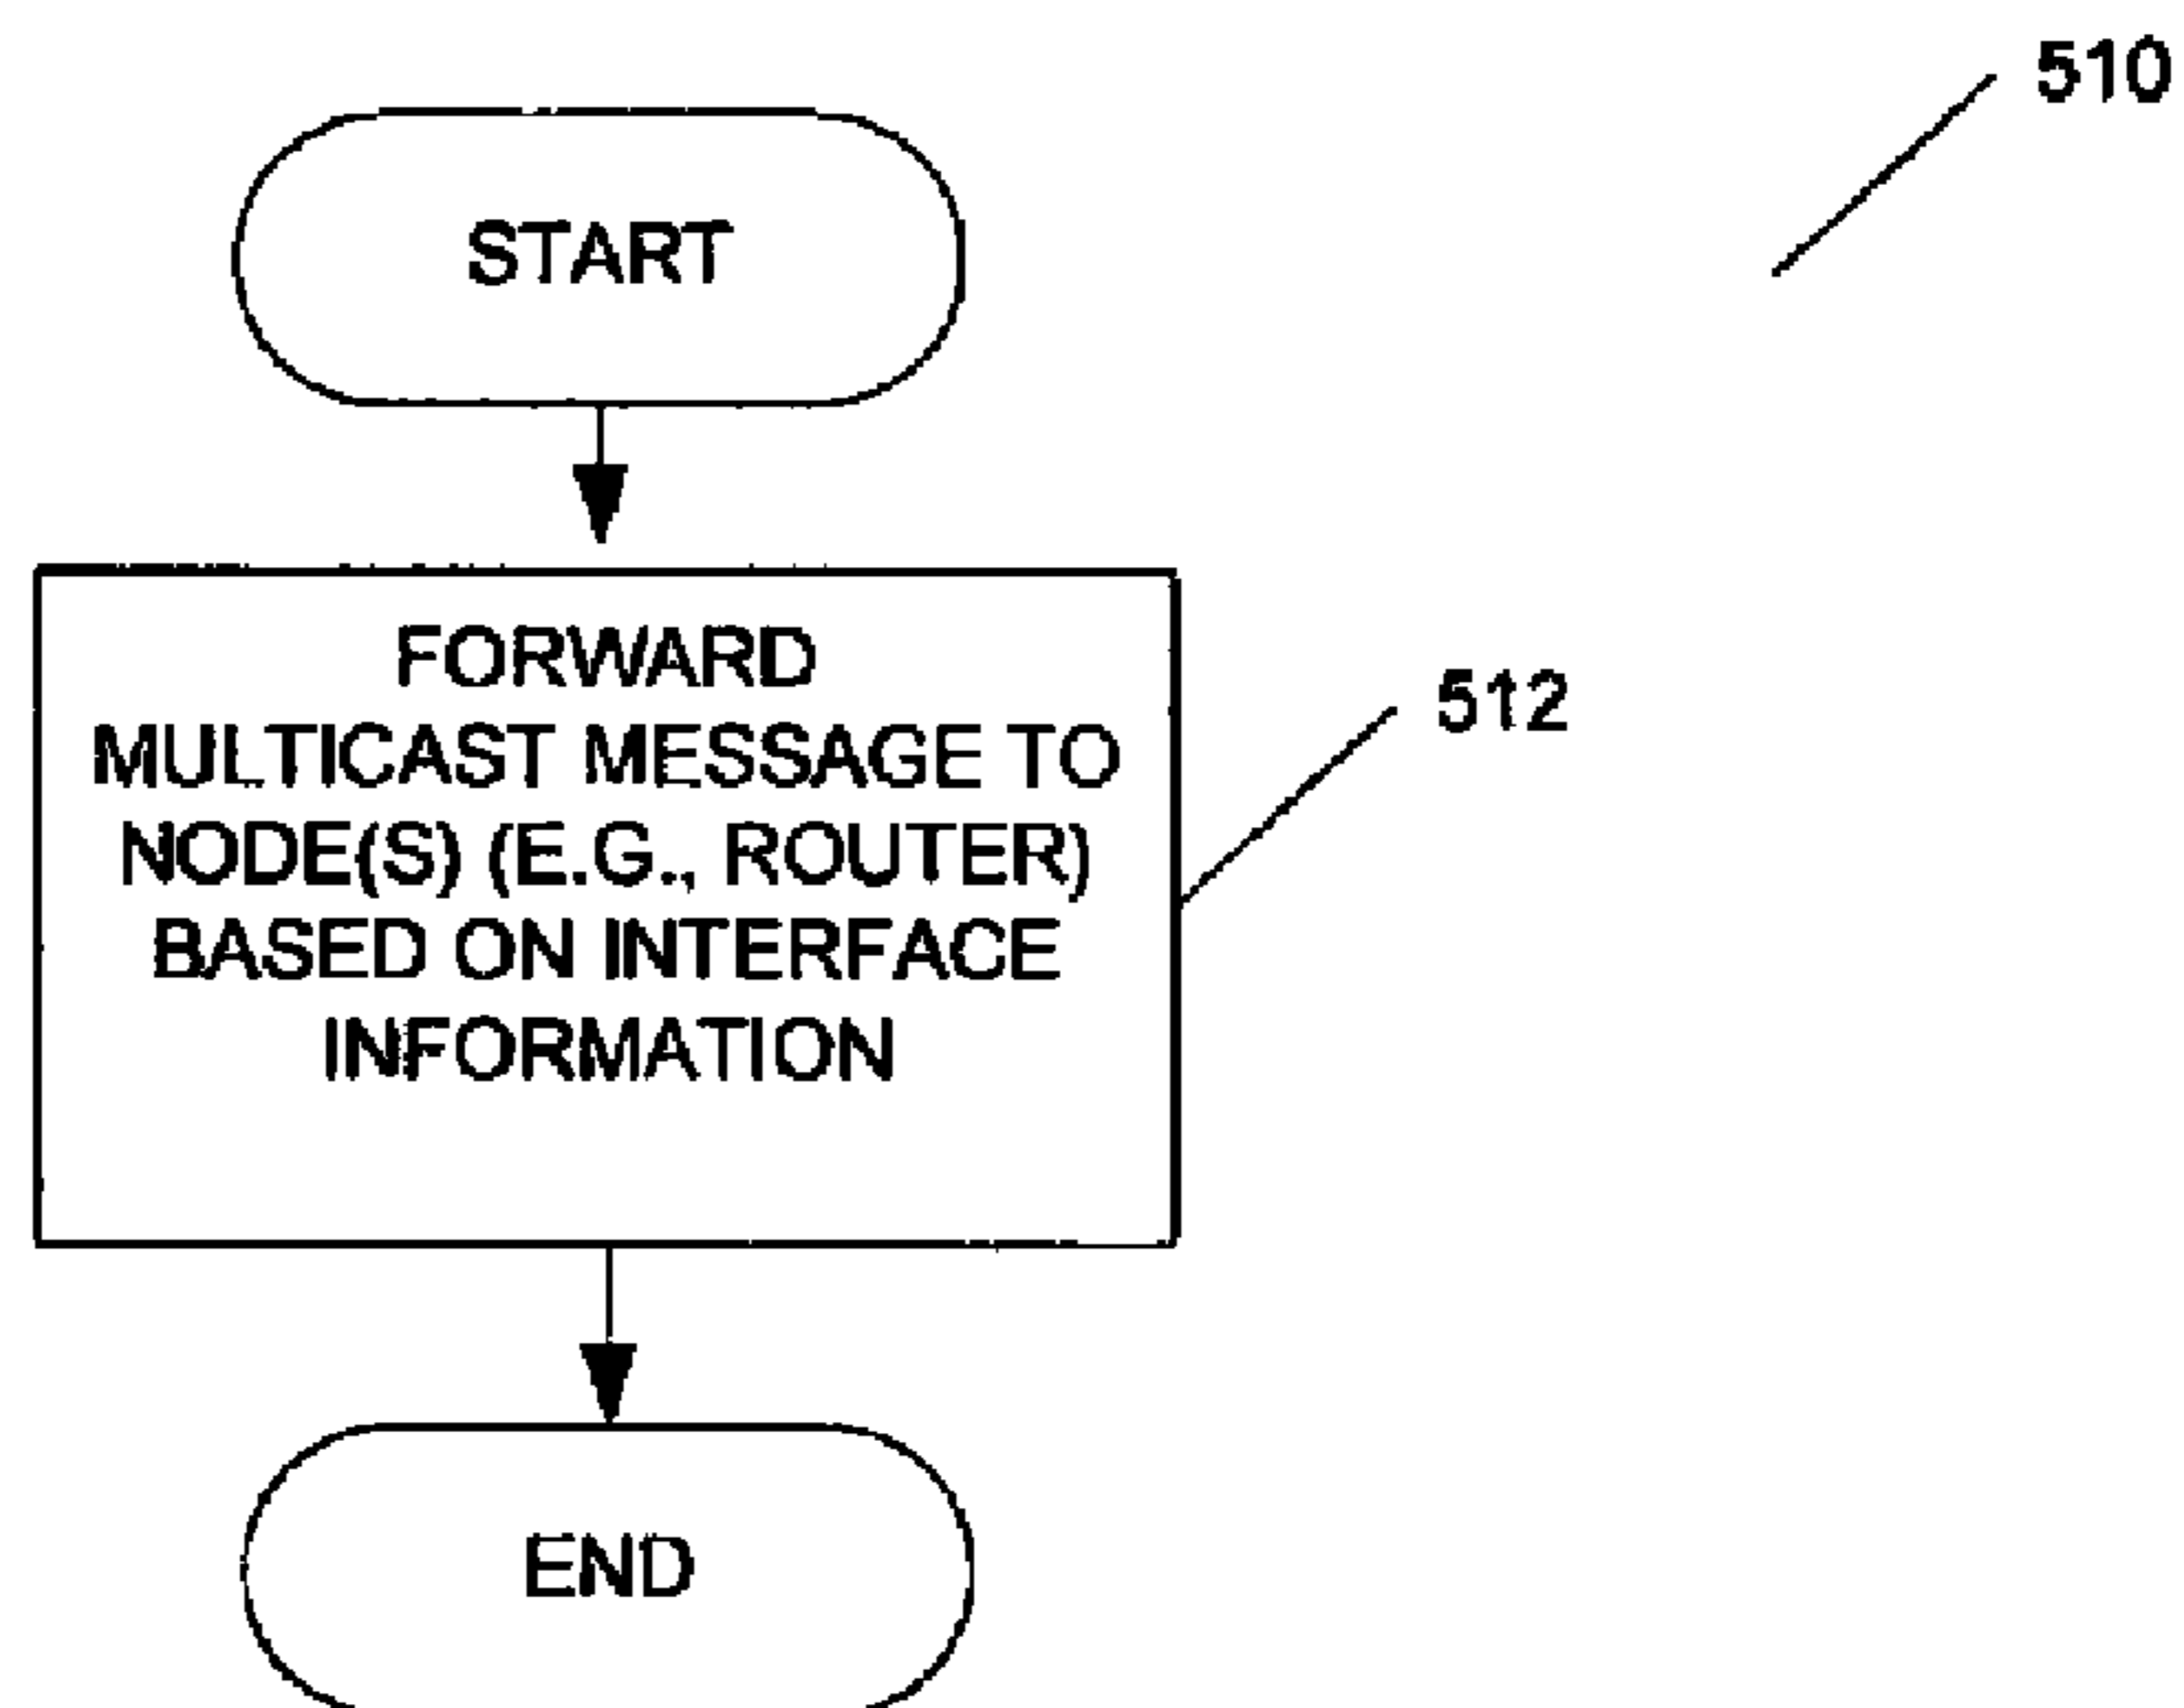 510
START
FORWARD
MULTICAST MESSAGE TO
NODE(S) (E.G., ROUTER)
BASED ON INTERFACE
INFORMATION
512
END